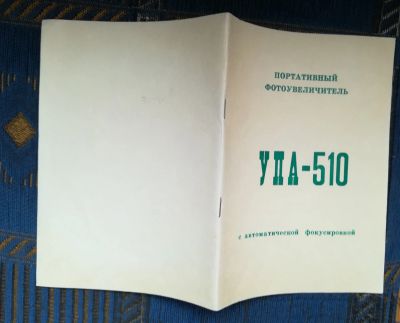 ПОРТАТИВНЫЙ
ФОТОУВЕЛИЧИТЕЛЬ
УПА-510
с автоматической фокусировкой